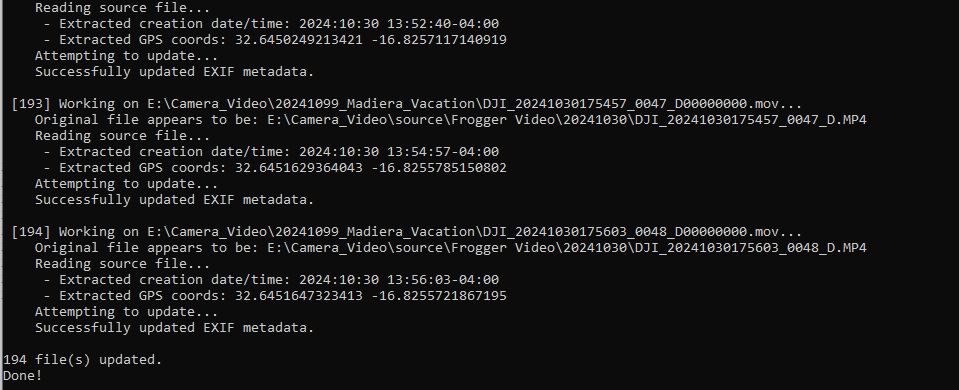 Reading source file...
- Extracted creation date/time: 2024:10:30 13:52:40-04:00
- Extracted GPS coords: 32.6450249213421 -16.8257117140919
Attempting to update...
Successfully updated EXIF metadata.
[193] Working on E:\Camera_Video\20241099_Madiera_Vacation\DJI_20241030175457_0047_D00000000.mov...
Original file appears to be: E:\Camera_Video\source\Frogger Video\20241030\DJI_20241030175457_0047_D.MP4
Reading source file...
- Extracted creation date/time: 2024:10:30 13:54:57-04:00
- Extracted GPS coords: 32.6451629364043 -16.8255785150802
Attempting to update...
Successfully updated EXIF metadata.
[194] Working on E:\Camera_Video\20241099_Madiera_Vacation\DJI_20241030175603_0048_D00000000.mov...
Original file appears to be: E:\Camera_Video\source\Frogger Video\20241030\DJI_20241030175603_0048_D.MP4
Reading source file...
- Extracted creation date/time: 2024:10:30 13:56:03-04:00
- Extracted GPS coords: 32.6451647323413 -16.8255721867195
Attempting to update...
Successfully updated EXIF metadata.
194 file(s) updated.
Done!